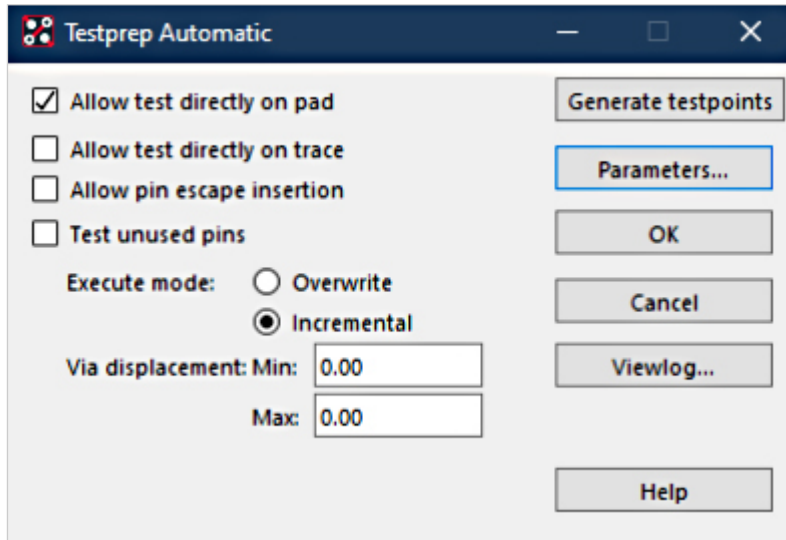 Testprep Automatic
Allow test directly on pad
Generate testpoints
Allow test directly on trace
Parameters...
Allow pin escape insertion
Test unused pins
OK
Execute mode: Overwrite
Cancel
Incremental
Via displacement: Min: 0.00
Viewlog...
Max: 0.00
Help